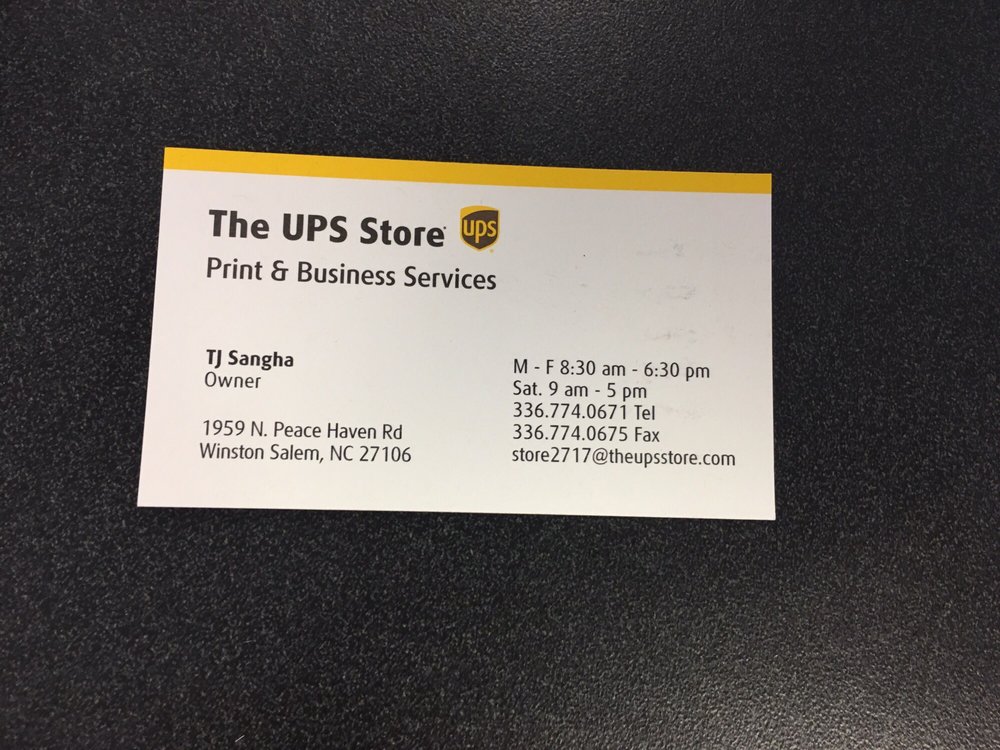 The UPS Store ups
Print & Business Services
TJ Sangha
Owner
1959 N. Peace Haven Rd
Winston Salem, NC 27106
M - F 8:30 am - 6:30 pm
Sat. 9 am - 5 pm
336.774.0671 Tel
336.774.0675 Fax
store2717@theupsstore.com